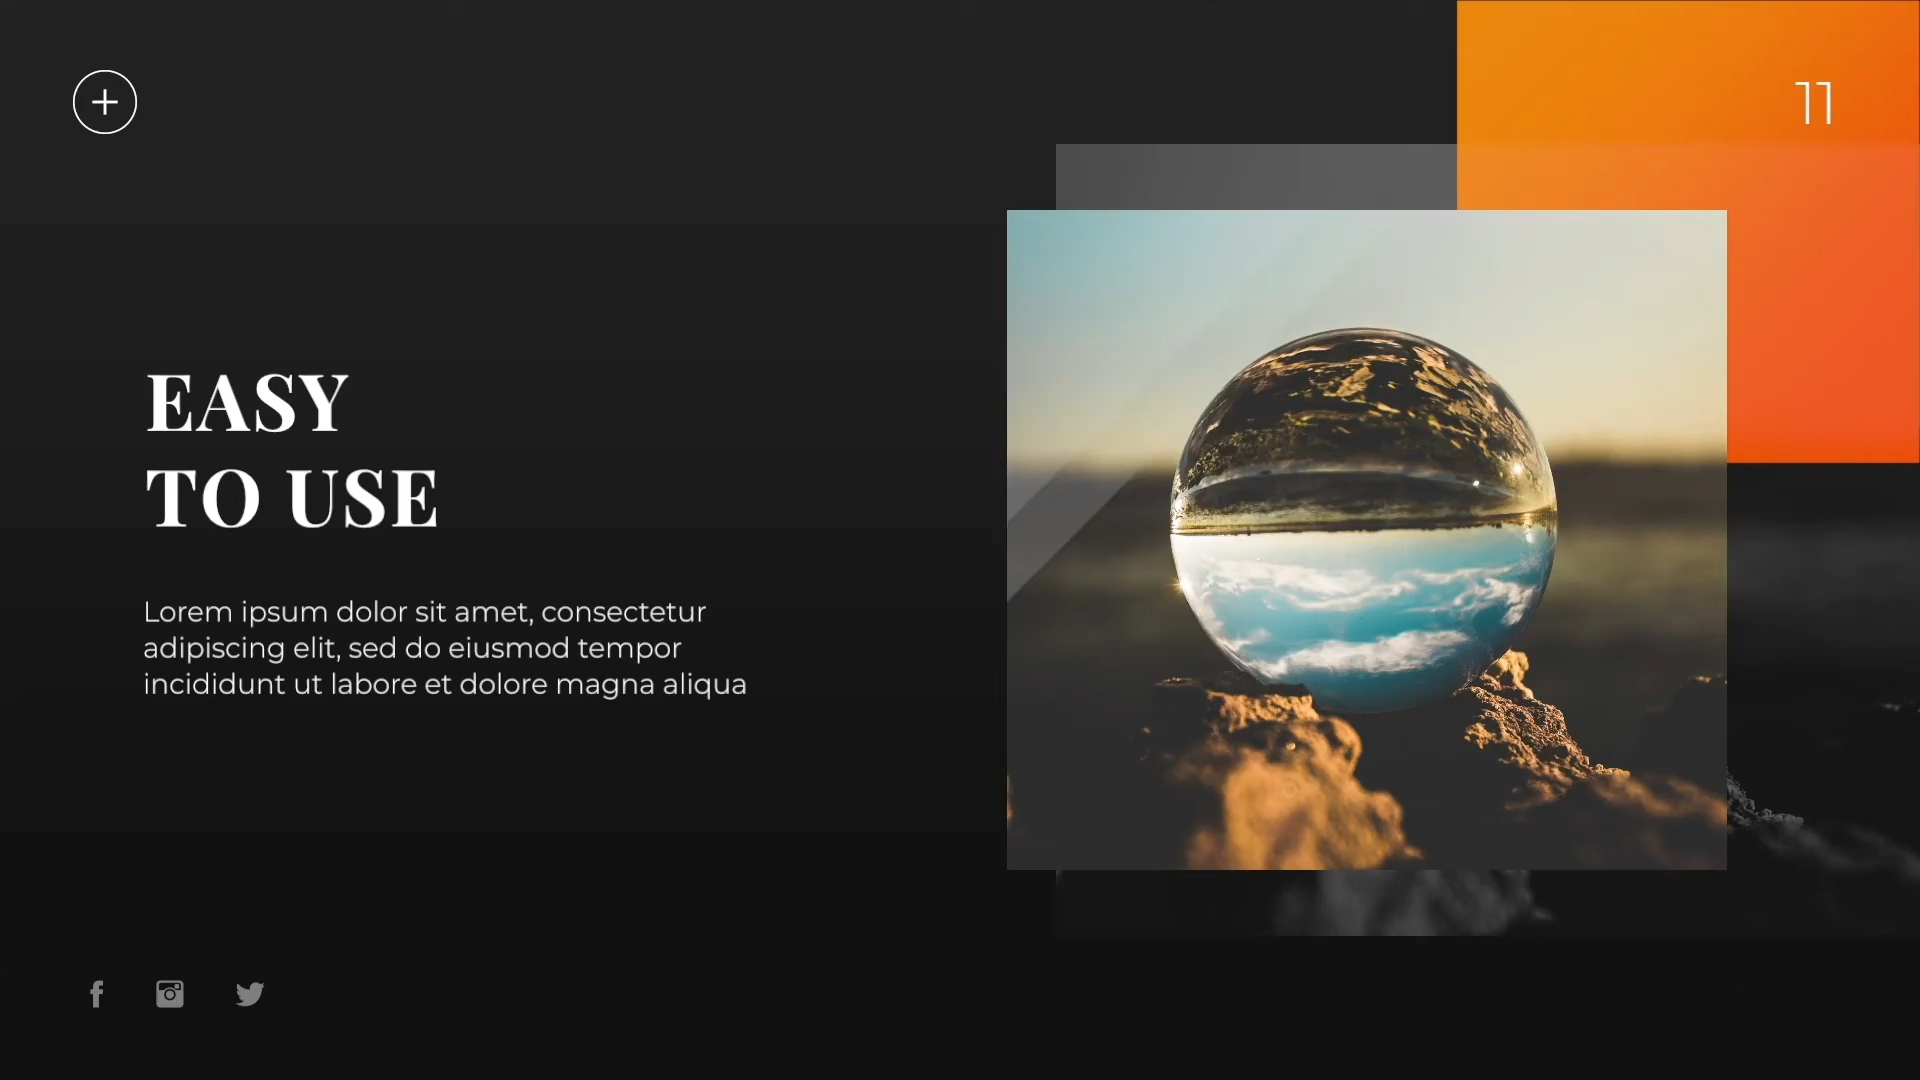 11
EASY
TO USE
Lorem ipsum dolor sit amet, consectetur
adipiscing elit, sed do eiusmod tempor
incididunt ut labore et dolore magna aliqua